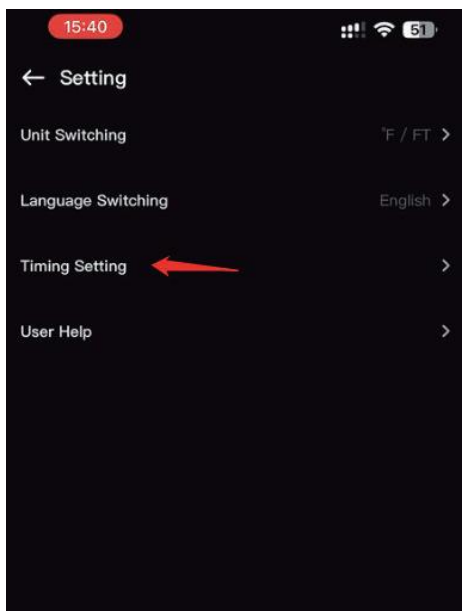 15:40
51
Setting
Unit Switching
°F / FT
Language Switching
English
Timing Setting
User Help